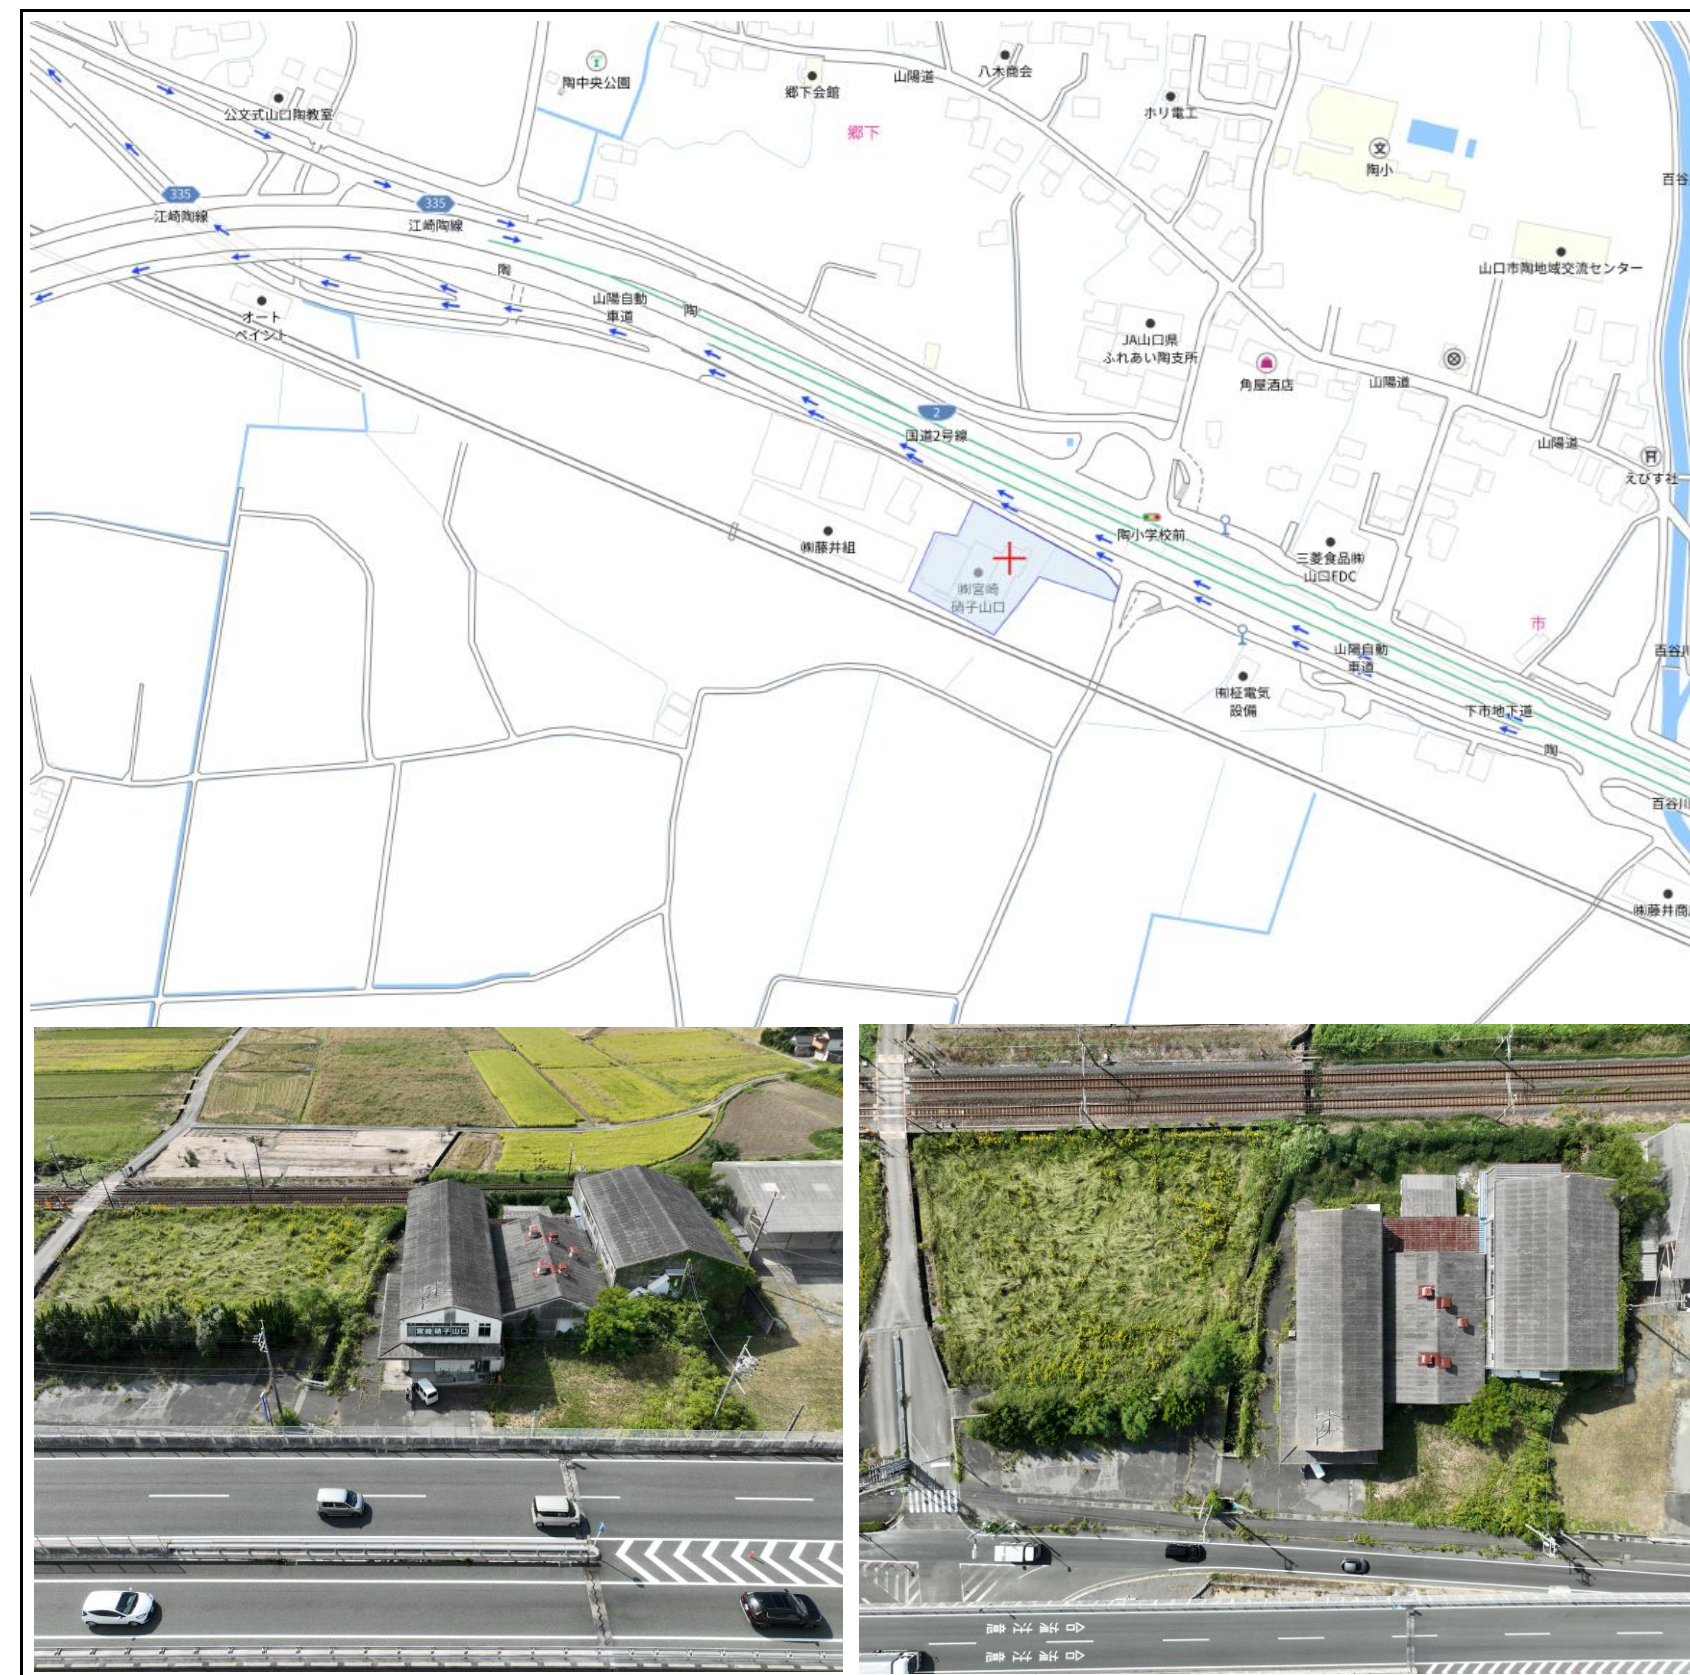 陶中央公園
郷下会館
山陽道
八木商会
ホリ電工
公文式山口陶教室
郷下
文
陶小
百谷
335
江崎陶線
335
江崎陶線
山口市陶地域交流センター
陶
山陽自動
車道
陶
オート
ペイント
JA山口県
ふれあい陶支所
角屋酒店
山陽道
2
国道2号線
山陽道
えびす社
㈱藤井組
陶小学校前
三菱食品㈱
山口FDC
㈱宮崎
硝子山口
市
山陽自動
車道
百谷川
㈲柾電気
設備
下市地下道
陶
百谷川
㈱藤井商
宮崎硝子山口